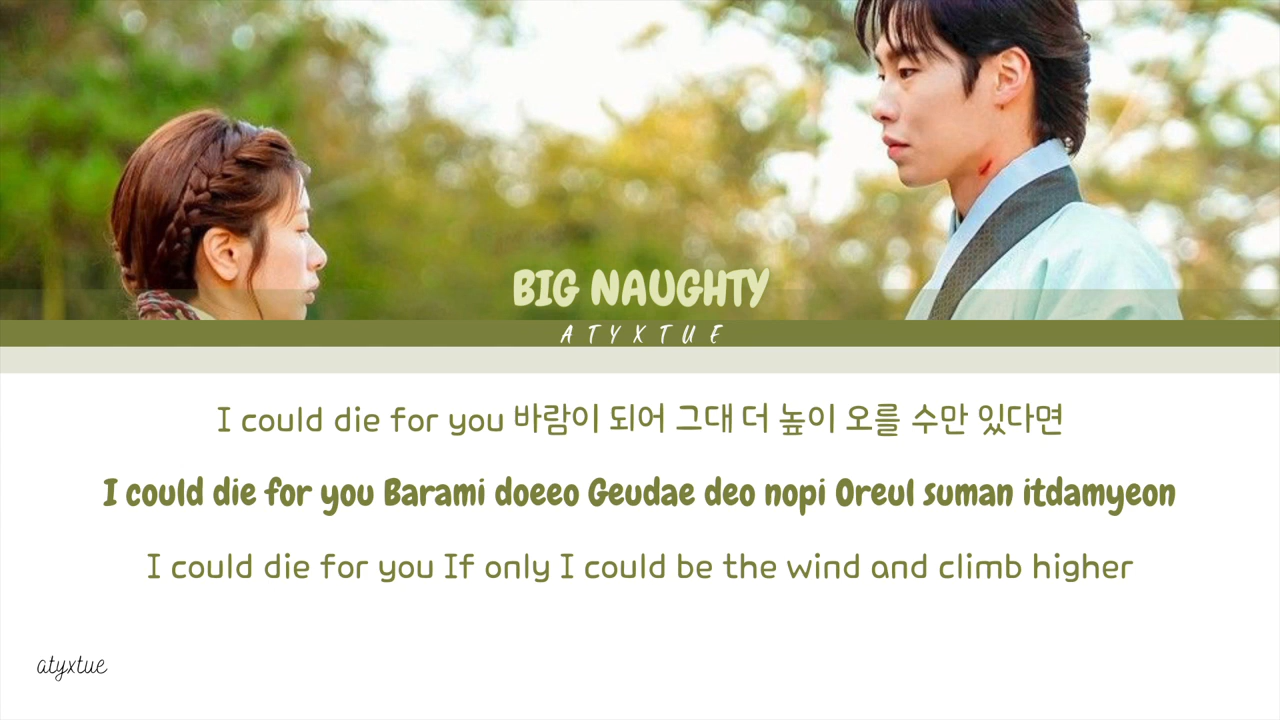 BIG NAUGHTY
ATYXTUE
I could die for you 바람이 되어 그대 더 높이 오를 수만 있다면
I could die for you Barami doeeo Geudae deo nopi Oreul suman itdamyeon
I could die for you If only I could be the wind and climb higher
atyxtue